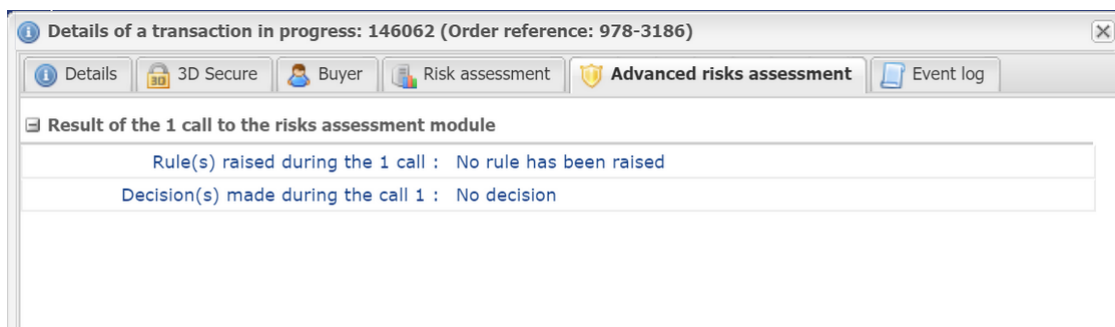 Details of a transaction in progress: 146062 (Order reference: 978-3186)
Details 3D Secure Buyer Risk assessment Advanced risks assessment Event log
Result of the 1 call to the risks assessment module
Rule(s) raised during the 1 call : No rule has been raised
Decision(s) made during the call 1 : No decision